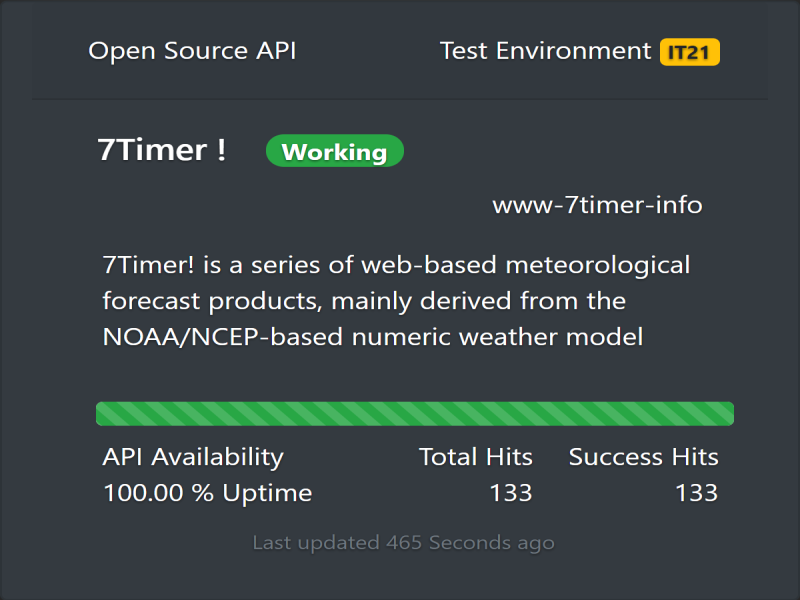 Open Source API Test Environment IT21
7Timer ! Working
www-7timer-info
7Timer! is a series of web-based meteorological
forecast products, mainly derived from the
NOAA/NCEP-based numeric weather model
API Availability Total Hits Success Hits
100.00 % Uptime 133 133
Last updated 465 Seconds ago